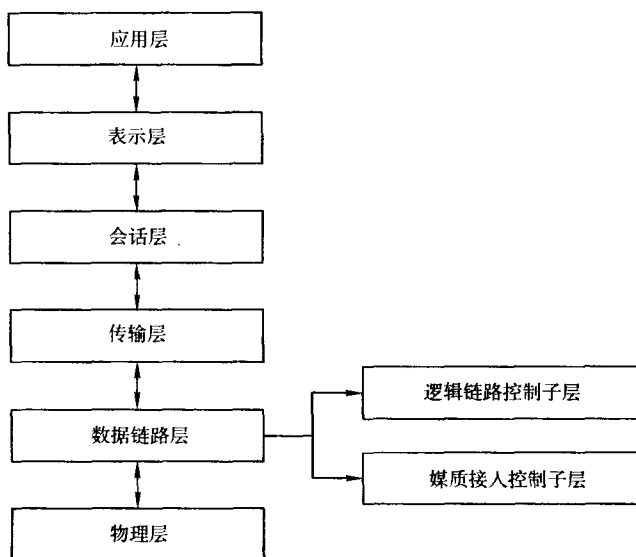 应用层
表示层
会话层
传输层
数据链路层
物理层
逻辑链路控制子层
媒质接入控制子层